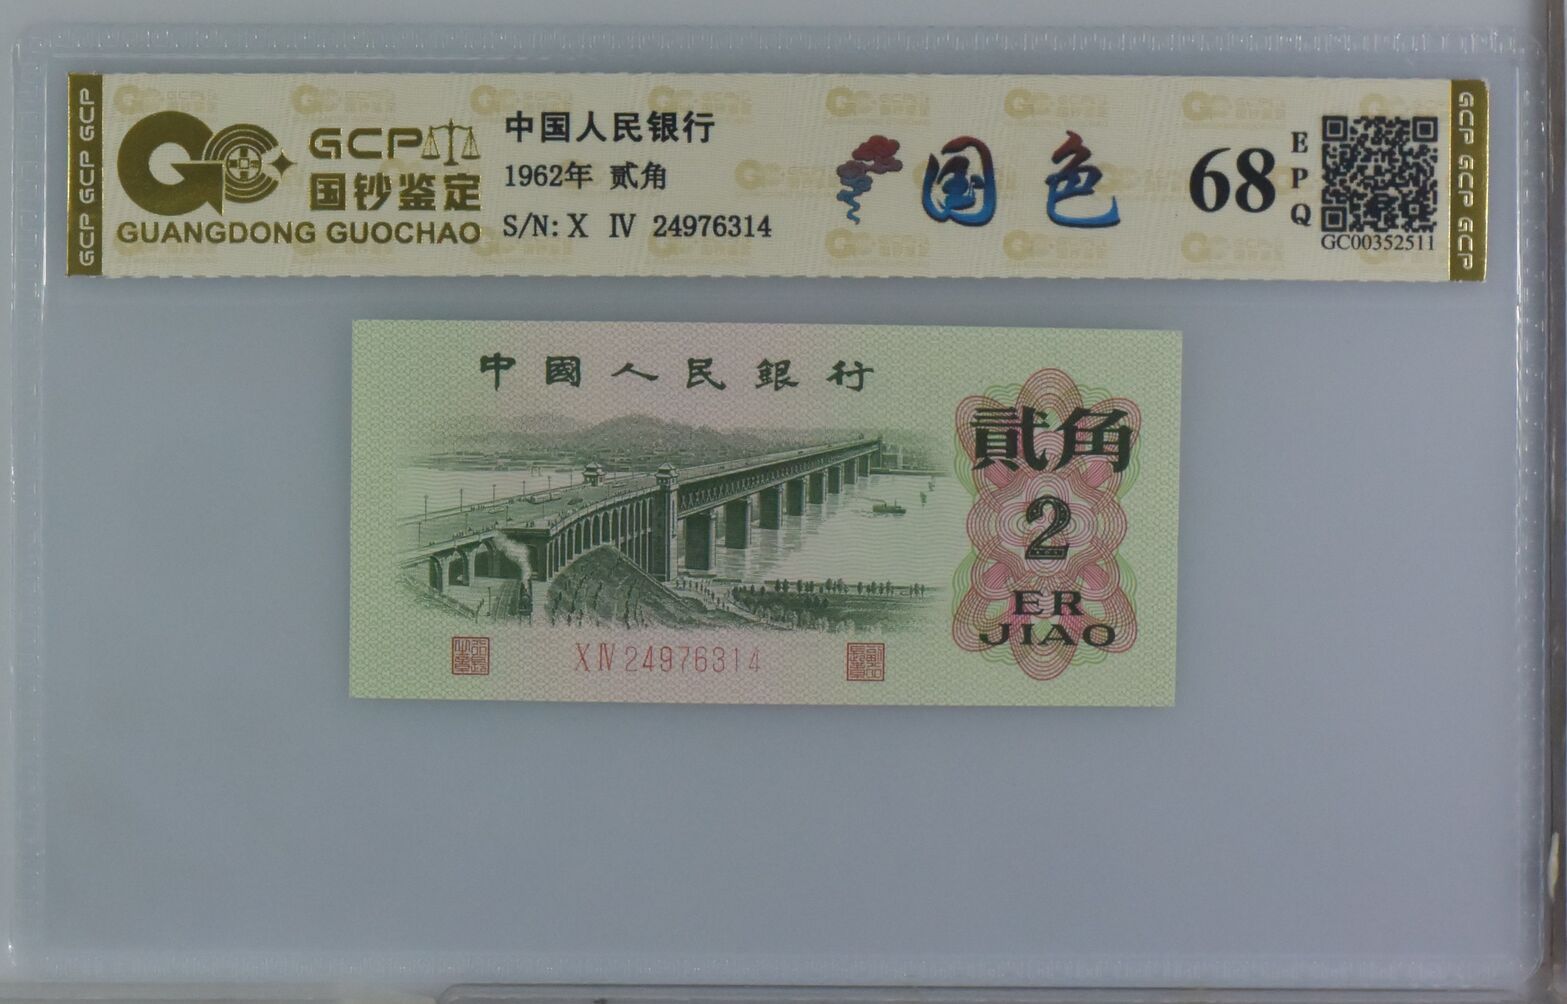 GCP GCP GCP
GCP
国钞鉴定
GUANGDONG GUOCHAO
中国人民银行
1962年 贰角
S/N: X IV 24976314
国色
68
EPQ
GC00352511
GCP GCP GCP
中國人民銀行
貳角
2
ER
JIAO
X IV 24976314